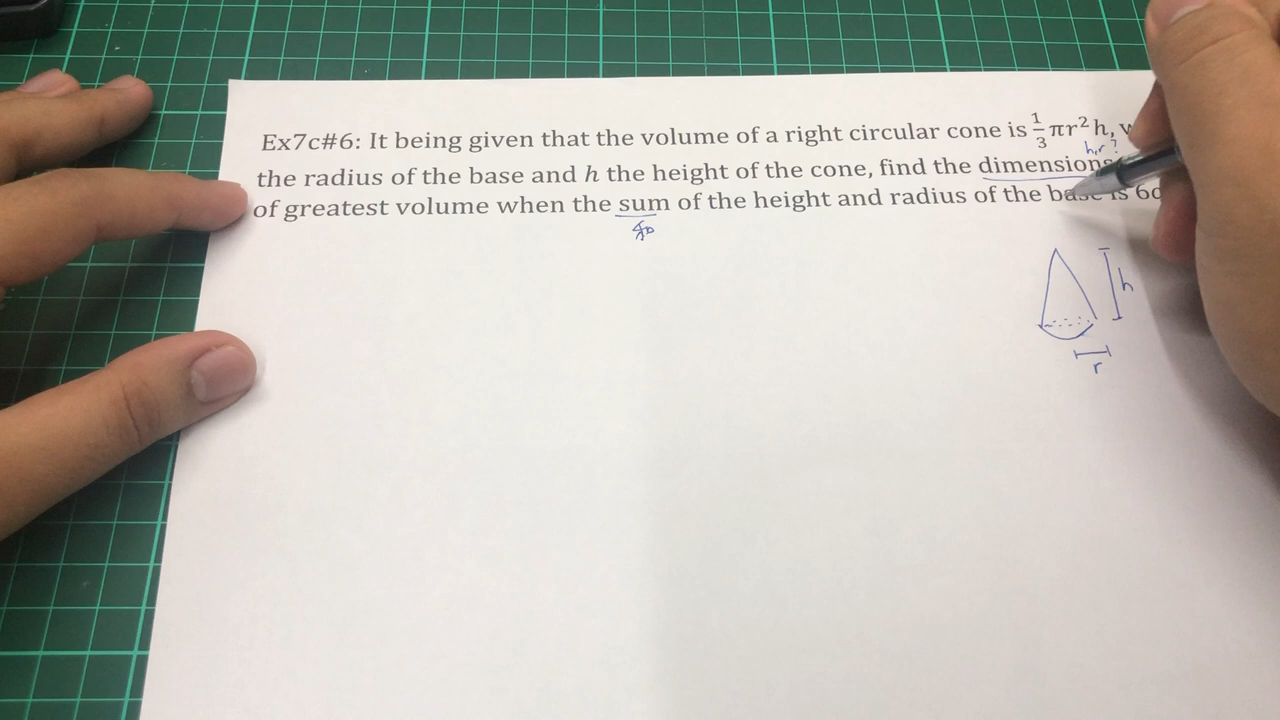 Ex7c#6: It being given that the volume of a right circular cone is 1/3 πr²h,
h,r?
the radius of the base and h the height of the cone, find the dimensions
of greatest volume when the sum of the height and radius of the base is
h
r